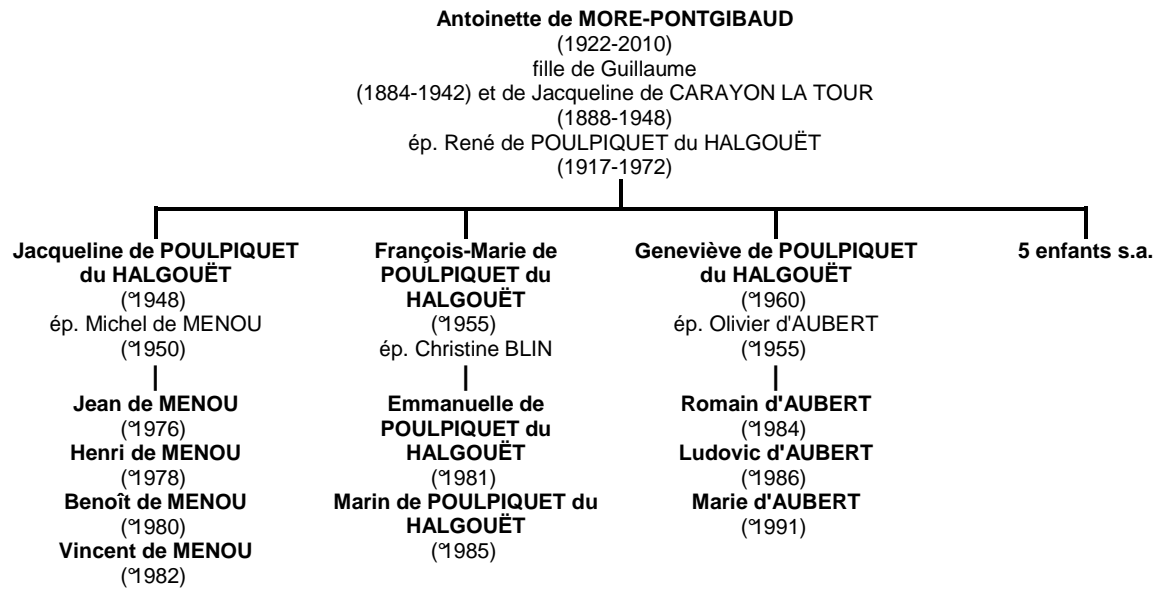 Antoinette de MORE-PONTGIBAUD
(1922-2010)
fille de Guillaume
(1884-1942) et de Jacqueline de CARAYON LA TOUR
(1888-1948)
ép. René de POULPIQUET du HALGOUËT
(1917-1972)
Jacqueline de POULPIQUET
du HALGOUËT
(°1948)
ép. Michel de MENOU
(°1950)
Jean de MENOU
(°1976)
Henri de MENOU
(°1978)
Benoît de MENOU
(°1980)
Vincent de MENOU
(°1982)
François-Marie de
POULPIQUET du
HALGOUËT
(°1955)
ép. Christine BLIN
Emmanuelle de
POULPIQUET du
HALGOUËT
(°1981)
Marin de POULPIQUET du
HALGOUËT
(°1985)
Geneviève de POULPIQUET
du HALGOUËT
(°1960)
ép. Olivier d'AUBERT
(°1955)
Romain d'AUBERT
(°1984)
Ludovic d'AUBERT
(°1986)
Marie d'AUBERT
(°1991)
5 enfants s.a.